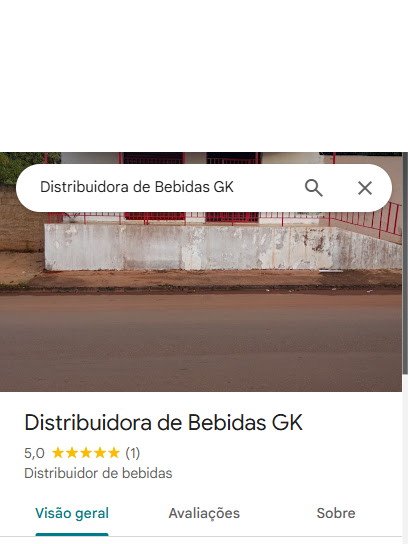 Distribuidora de Bebidas GK
Distribuidora de Bebidas GK
5,0 (1)
Distribuidor de bebidas
Visão geral Avaliações Sobre